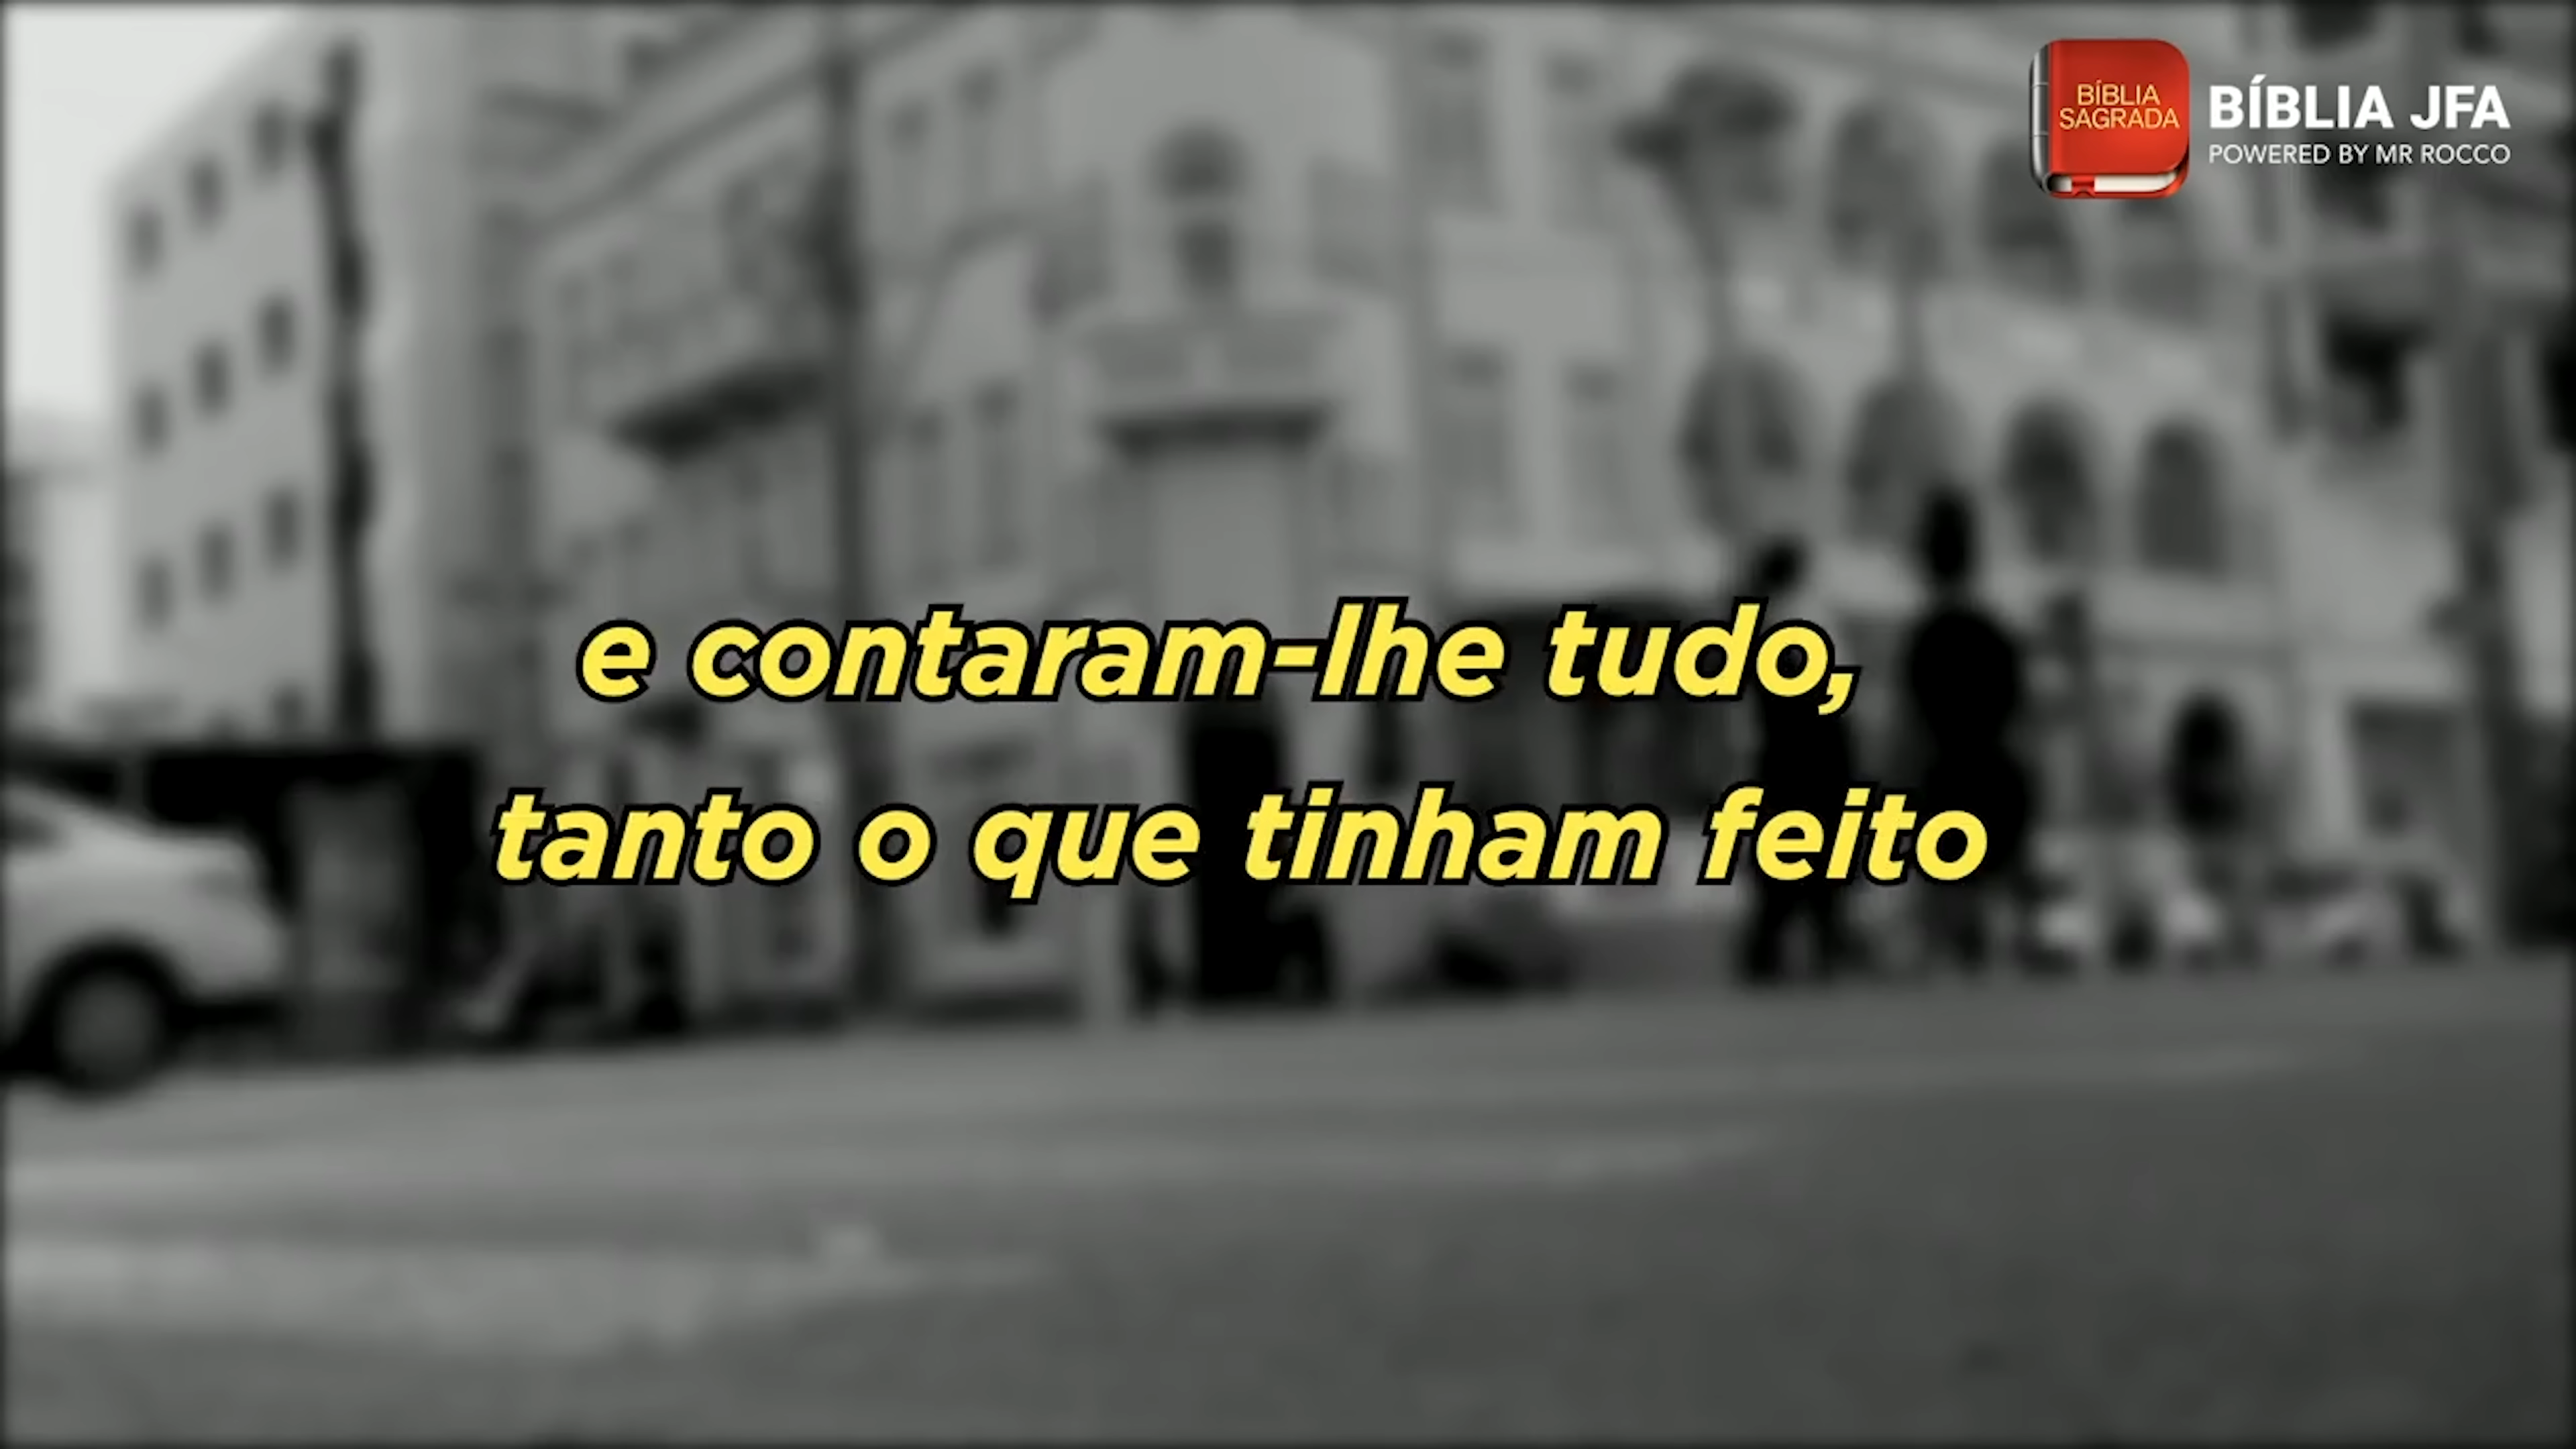 BÍBLIA
SAGRADA
BÍBLIA JFA
POWERED BY MR ROCCO
e contaram-lhe tudo,
tanto o que tinham feito